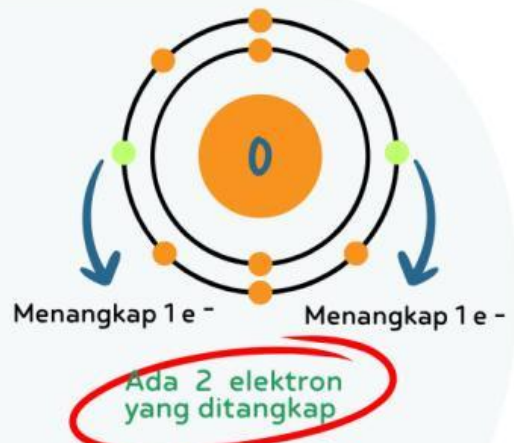 O
Menangkap 1 e -
Menangkap 1 e -
Ada 2 elektron
yang ditangkap